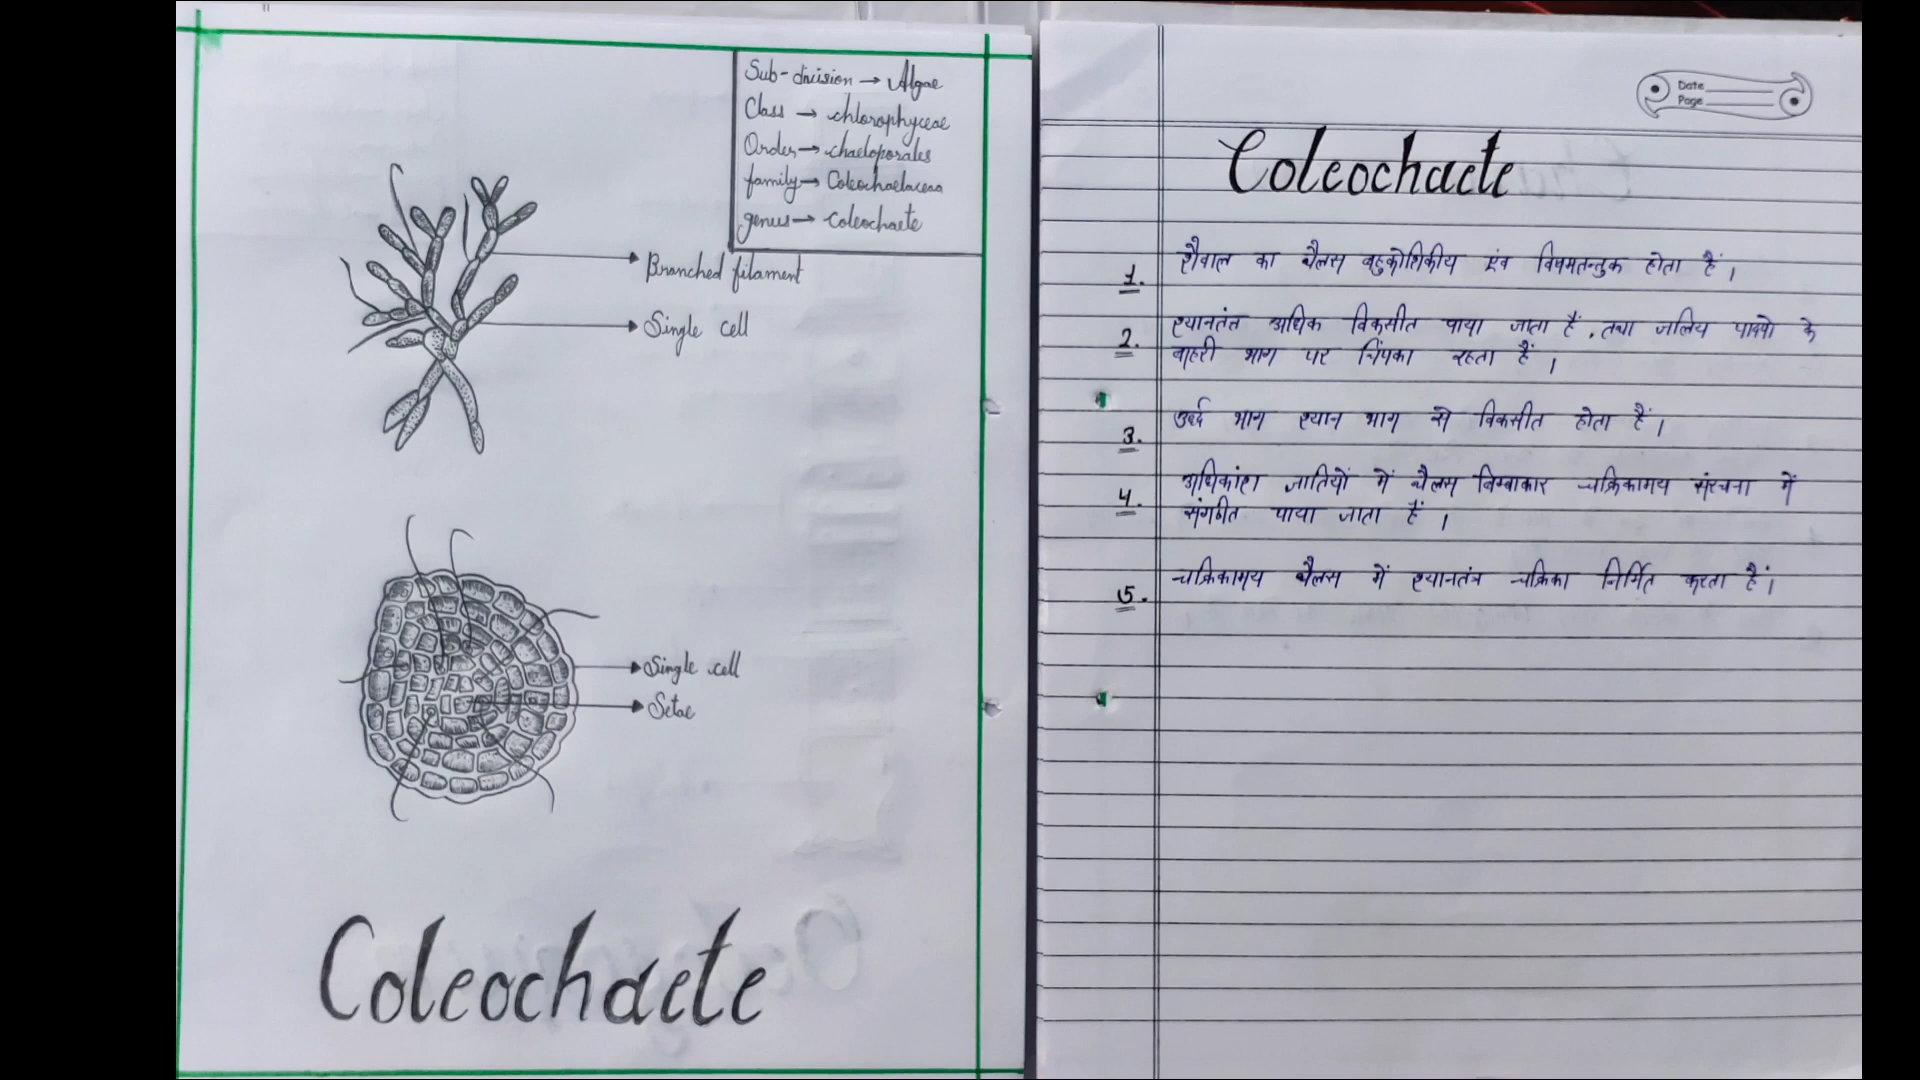 Sub-division → Algae
Class → chlorophyceae
Order → chaetoporales
family → Coleochaetaceae
genus → coleochaete
Branched filament
Single cell
Single cell
Setae
Coleochaete
Date
Page
Coleochaete
1. शैवाल का थैलस बहुकोशिकीय एंव विषमतन्तुक होता हैं।
2. श्यानतंत अधिक विकसीत पाया जाता हैं, तथा जलिय पादपो के
बाहरी भाग पर चिंपका रहता हैं।
3. उर्द्ध भाग श्यान भाग से विकसीत होता हैं।
4. अधिकांश जातियों में थैलस बिम्बाकार चक्रिकामय संरचना में
संगठीत पाया जाता हैं।
5. चक्रिकामय थैलस में श्यानतंत्र चक्रिका निर्मित करता हैं।